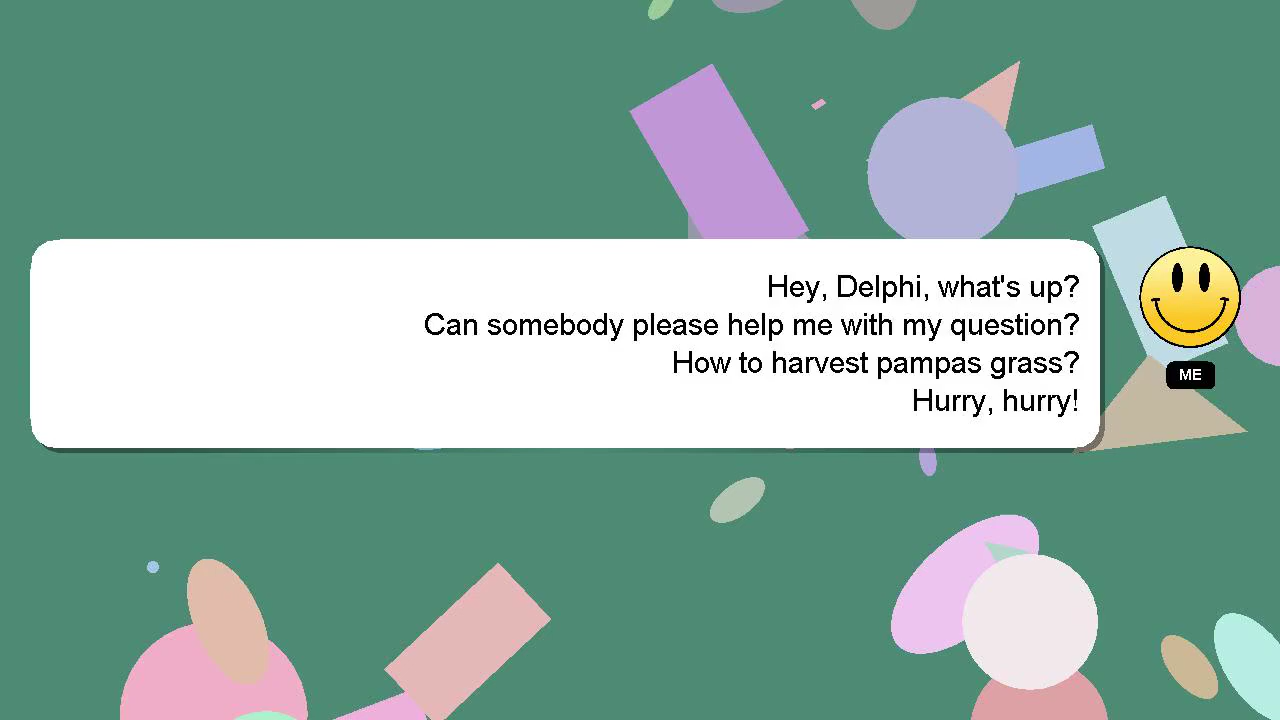 Hey, Delphi, what's up?
Can somebody please help me with my question?
How to harvest pampas grass?
Hurry, hurry!
ME